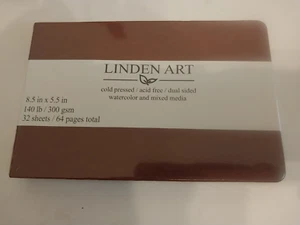 LINDEN ART
cold pressed / acid free / dual sided
watercolor and mixed media
8.5 in x 5.5 in
140 lb / 300 gsm
32 sheets / 64 pages total